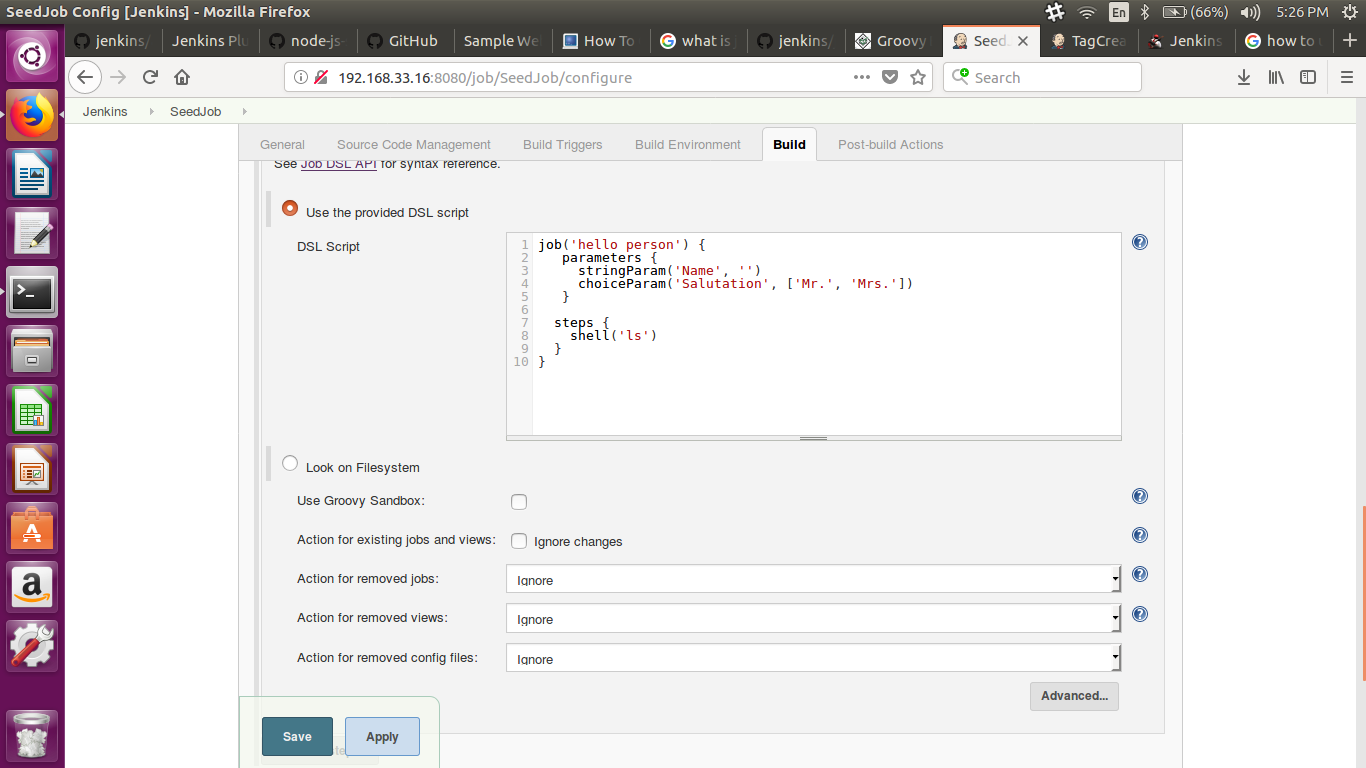 SeedJob Config [Jenkins] - Mozilla Firefox
En
(66%)
5:26 PM
jenkins/
Jenkins Plu
node-js-
GitHub
Sample We
How To
what is
jenkins/
Groovy
Seed
TagCrea
Jenkins
how to
192.168.33.16:8080/job/SeedJob/configure
Search
Jenkins
SeedJob
General
Source Code Management
Build Triggers
Build Environment
Build
Post-build Actions
See Job DSL API for syntax reference.
Use the provided DSL script
DSL Script
1 job('hello person') {
2    parameters {
3      stringParam('Name', '')
4      choiceParam('Salutation', ['Mr.', 'Mrs.'])
5    }
6
7   steps {
8     shell('ls')
9   }
10 }
Look on Filesystem
Use Groovy Sandbox:
Action for existing jobs and views:
Ignore changes
Action for removed jobs:
Ignore
Action for removed views:
Ignore
Action for removed config files:
Ignore
Advanced...
Save
Apply